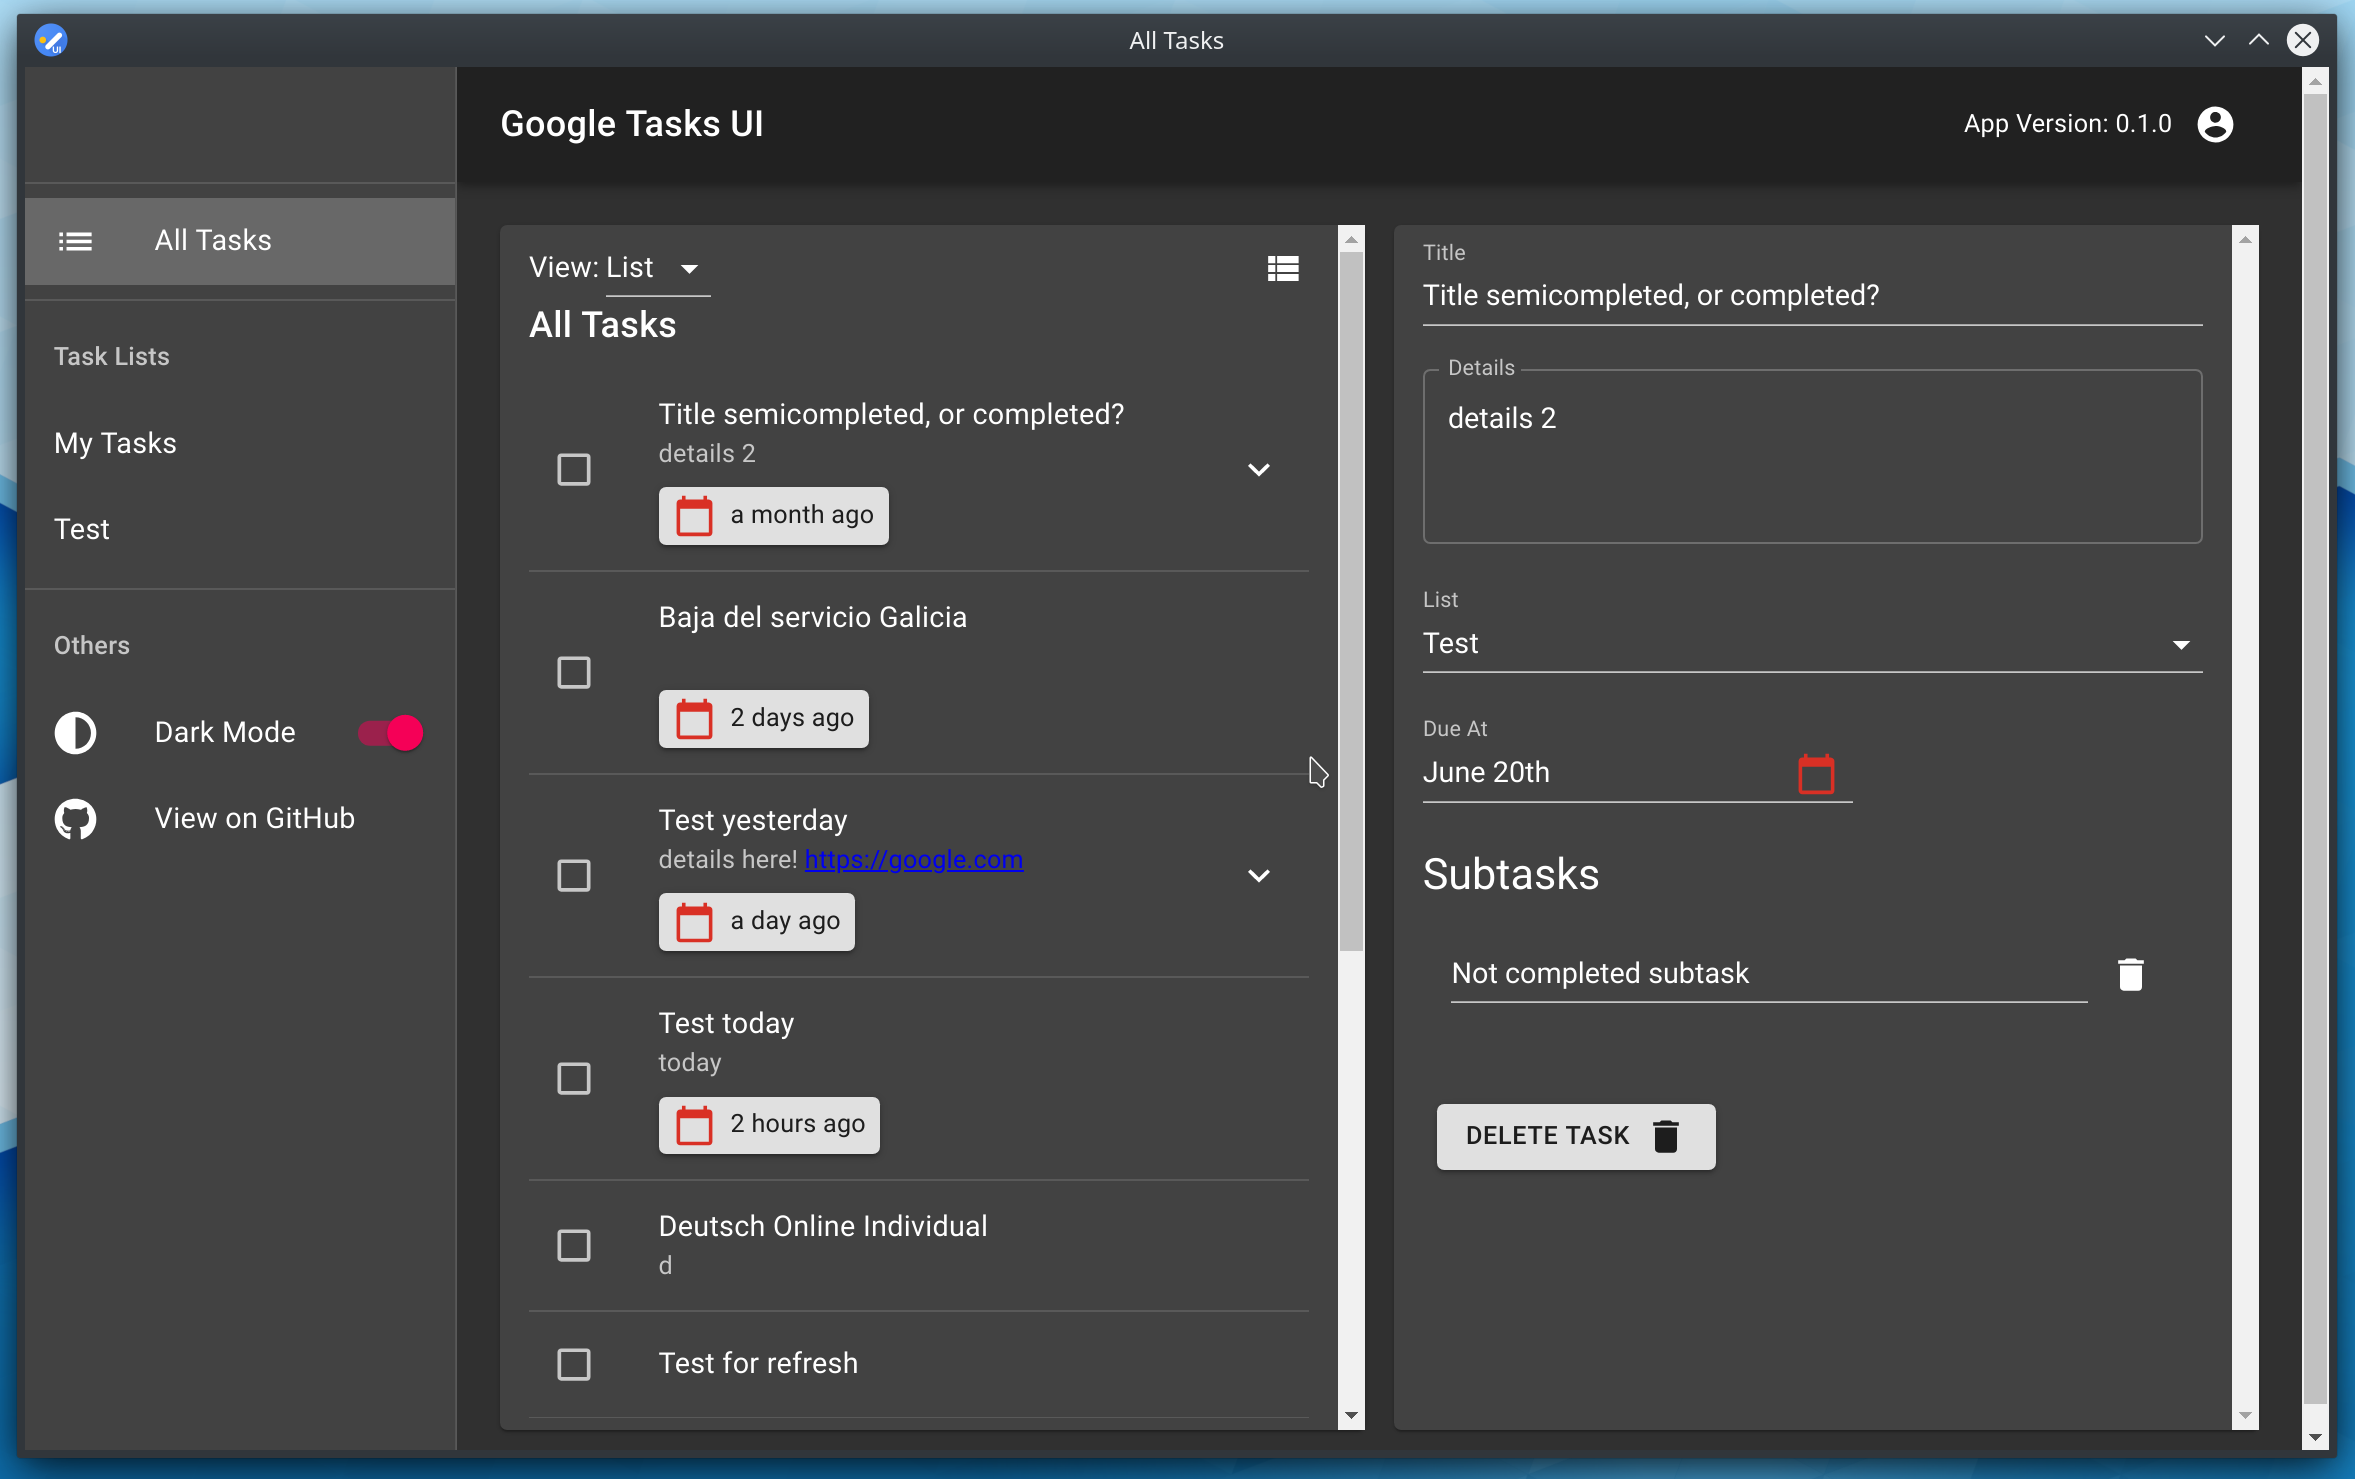 All Tasks
Google Tasks UI
App Version: 0.1.0
All Tasks
Task Lists
My Tasks
Test
Others
Dark Mode
View on GitHub
View: List
All Tasks
Title semicompleted, or completed?
details 2
a month ago
Baja del servicio Galicia
2 days ago
Test yesterday
details here! https://google.com
a day ago
Test today
today
2 hours ago
Deutsch Online Individual
d
Test for refresh
Title
Title semicompleted, or completed?
Details
details 2
List
Test
Due At
June 20th
Subtasks
Not completed subtask
DELETE TASK
UI